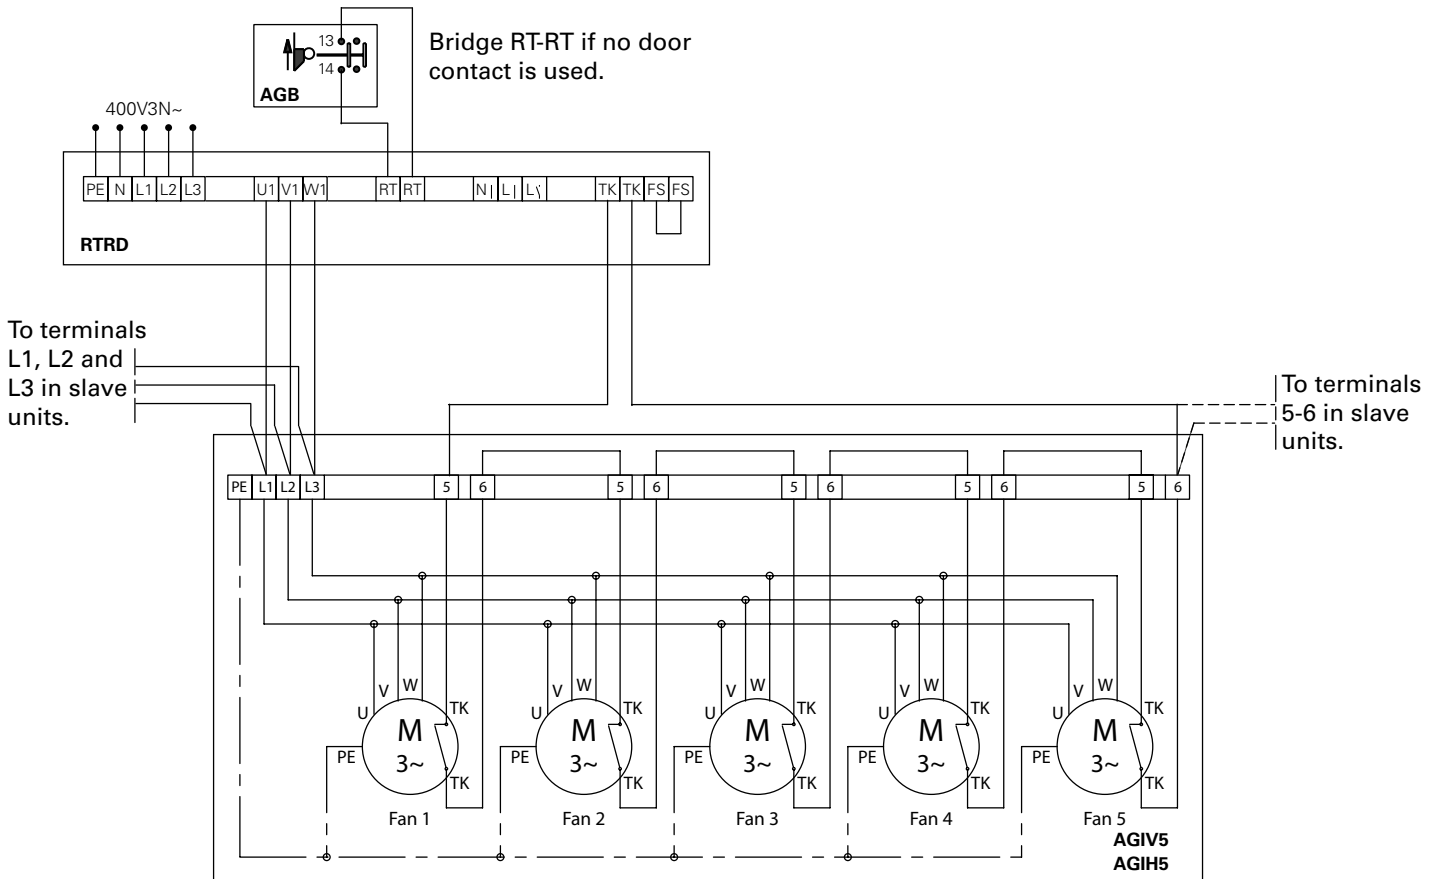 Bridge RT-RT if no door
contact is used.
13
14
AGB
400V3N~
PE N L1 L2 L3 U1 V1 W1 RT RT N L L TK TK FS FS
RTRD
To terminals
L1, L2 and
L3 in slave
units.
To terminals
5-6 in slave
units.
PE L1 L2 L3 5 6 5 6 5 6 5 6 5 6
U V W TK
PE M 3~ TK
Fan 1
U V W TK
PE M 3~ TK
Fan 2
U V W TK
PE M 3~ TK
Fan 3
U V W TK
PE M 3~ TK
Fan 4
U V W TK
PE M 3~ TK
Fan 5
AGIV5
AGIH5